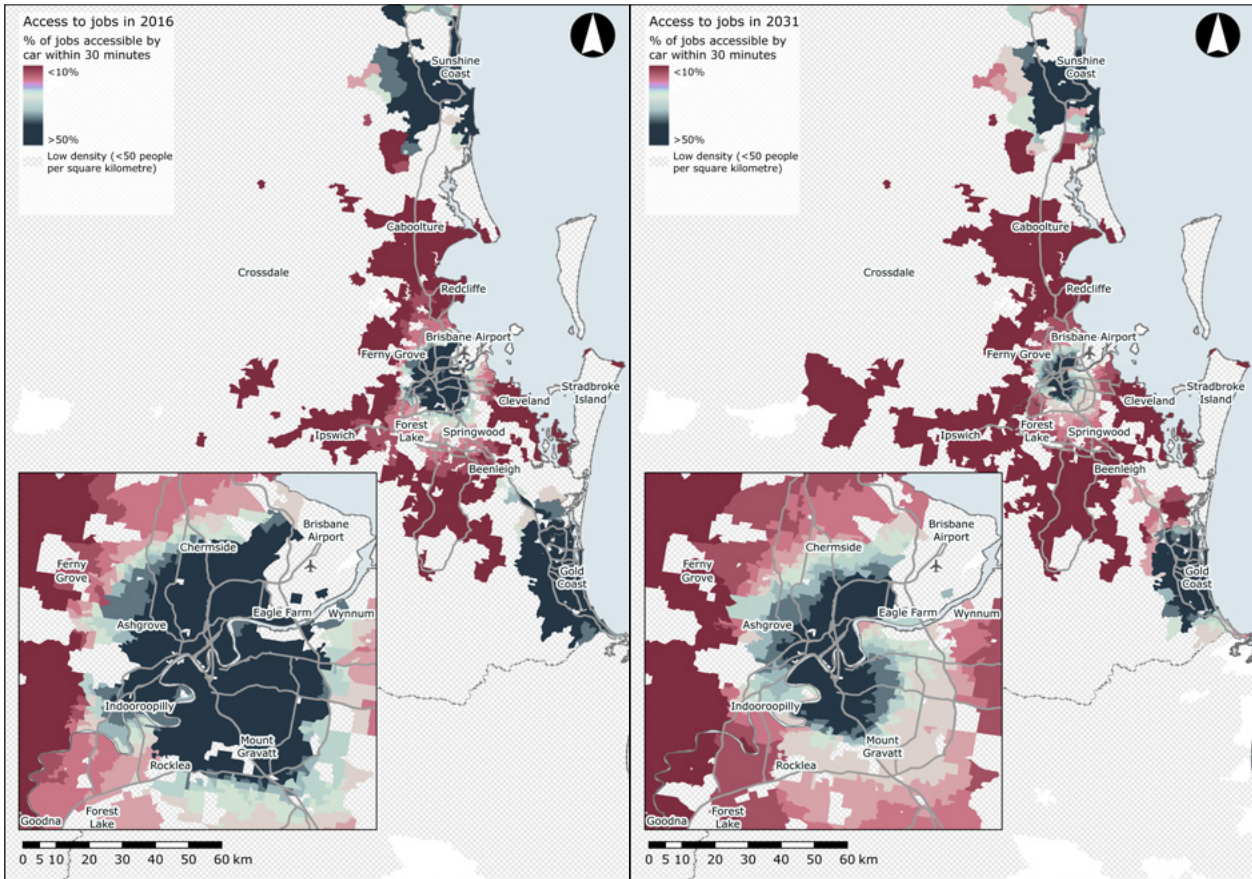 Access to jobs in 2016
% of jobs accessible by
car within 30 minutes
<10%
>50%
Low density (<50 people
per square kilometre)
Sunshine
Coast
Caboolture
Crossdale
Redcliffe
Brisbane Airport
Ferny Grove
Stradbroke
Island
Cleveland
Forest
Lake
Ipswich
Springwood
Beenleigh
Gold
Coast
Brisbane
Airport
Chermside
Ferny
Grove
Eagle Farm
Wynnum
Ashgrove
Indooroopilly
Mount
Gravatt
Rocklea
Forest
Lake
Goodna
0 5 10 20 30 40 50 60 km
Access to jobs in 2031
% of jobs accessible by
car within 30 minutes
<10%
>50%
Low density (<50 people
per square kilometre)
Sunshine
Coast
Caboolture
Crossdale
Redcliffe
Brisbane Airport
Ferny Grove
Stradbroke
Island
Cleveland
Forest
Lake
Ipswich
Springwood
Beenleigh
Gold
Coast
Brisbane
Airport
Chermside
Ferny
Grove
Eagle Farm
Wynnum
Ashgrove
Indooroopilly
Mount
Gravatt
Rocklea
Forest
Lake
Goodna
0 5 10 20 30 40 50 60 km